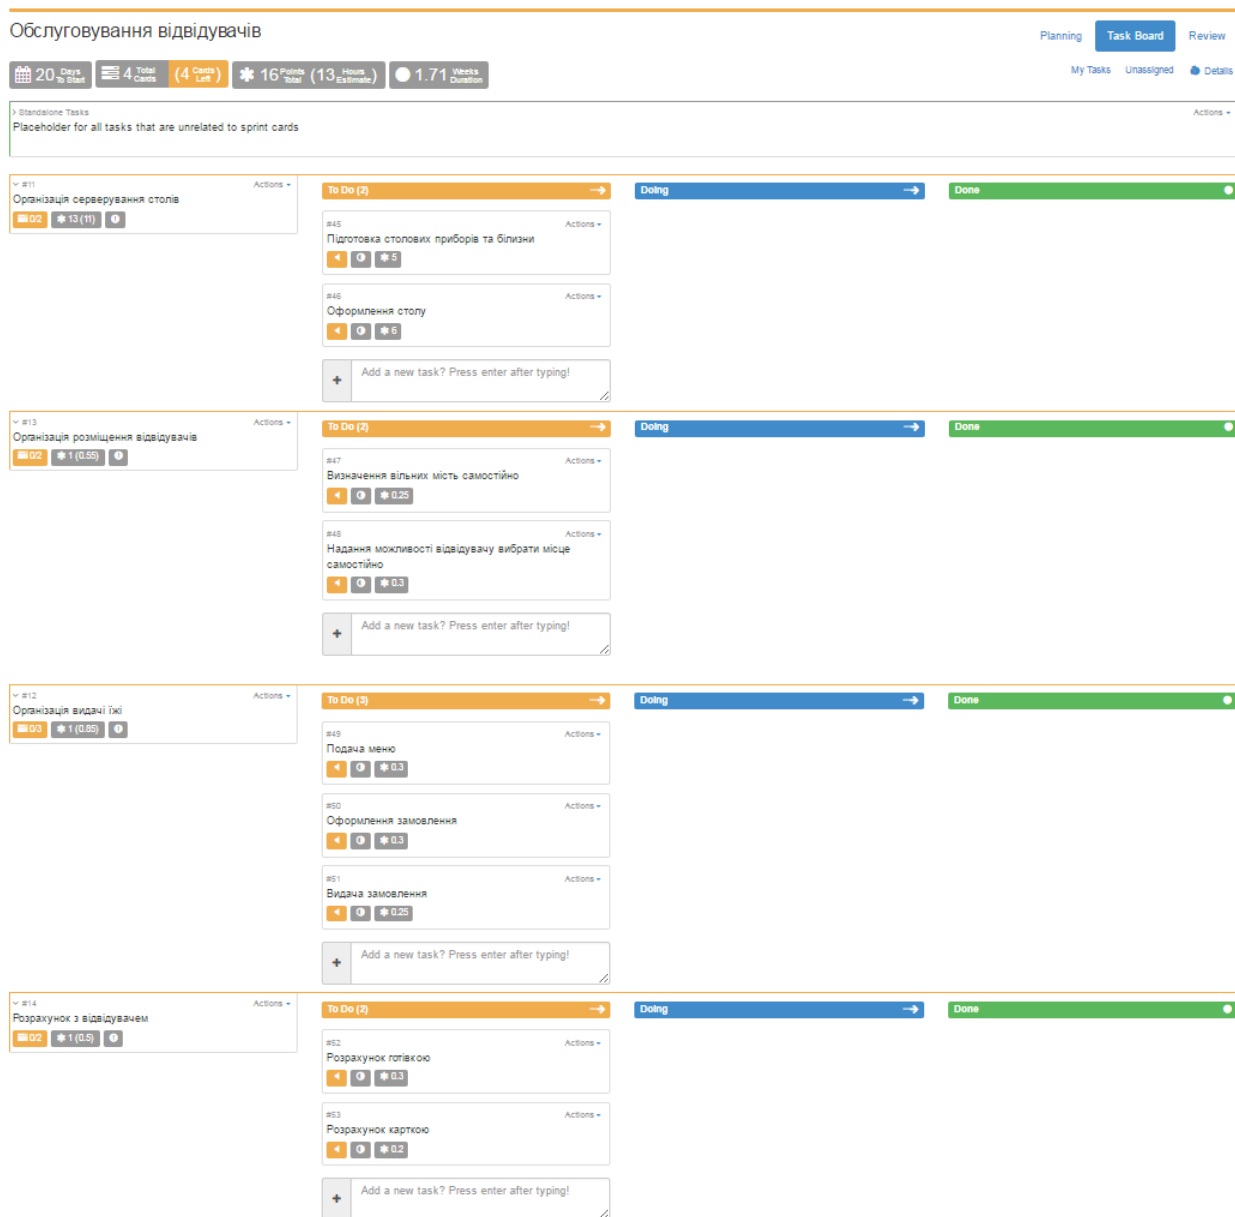 Обслуговування відвідувачів
Planning Task Board Review
20 Days To Start 4 Total Cards (4 Cards Left) 16 Points Total (13 Hours Estimate) 1.71 Weeks Duration
My Tasks Unassigned Details
Standalone Tasks Actions
Placeholder for all tasks that are unrelated to sprint cards
#11 Actions
Організація серверування столів
0/2 13 (11)
To Do (2) Doing Done
#45 Actions
Підготовка столових приборів та білизни
5
#46 Actions
Оформлення столу
6
Add a new task? Press enter after typing!
#13 Actions
Організація розміщення відвідувачів
0/2 1 (0.55)
To Do (2) Doing Done
#47 Actions
Визначення вільних місць самостійно
0.25
#48 Actions
Надання можливості відвідувачу вибрати місце
самостійно
0.3
Add a new task? Press enter after typing!
#12 Actions
Організація видачі їжі
0/3 1 (0.85)
To Do (3) Doing Done
#49 Actions
Подача меню
0.3
#50 Actions
Оформлення замовлення
0.3
#51 Actions
Видача замовлення
0.25
Add a new task? Press enter after typing!
#14 Actions
Розрахунок з відвідувачем
0/2 1 (0.5)
To Do (2) Doing Done
#52 Actions
Розрахунок готівкою
0.3
#53 Actions
Розрахунок карткою
0.2
Add a new task? Press enter after typing!